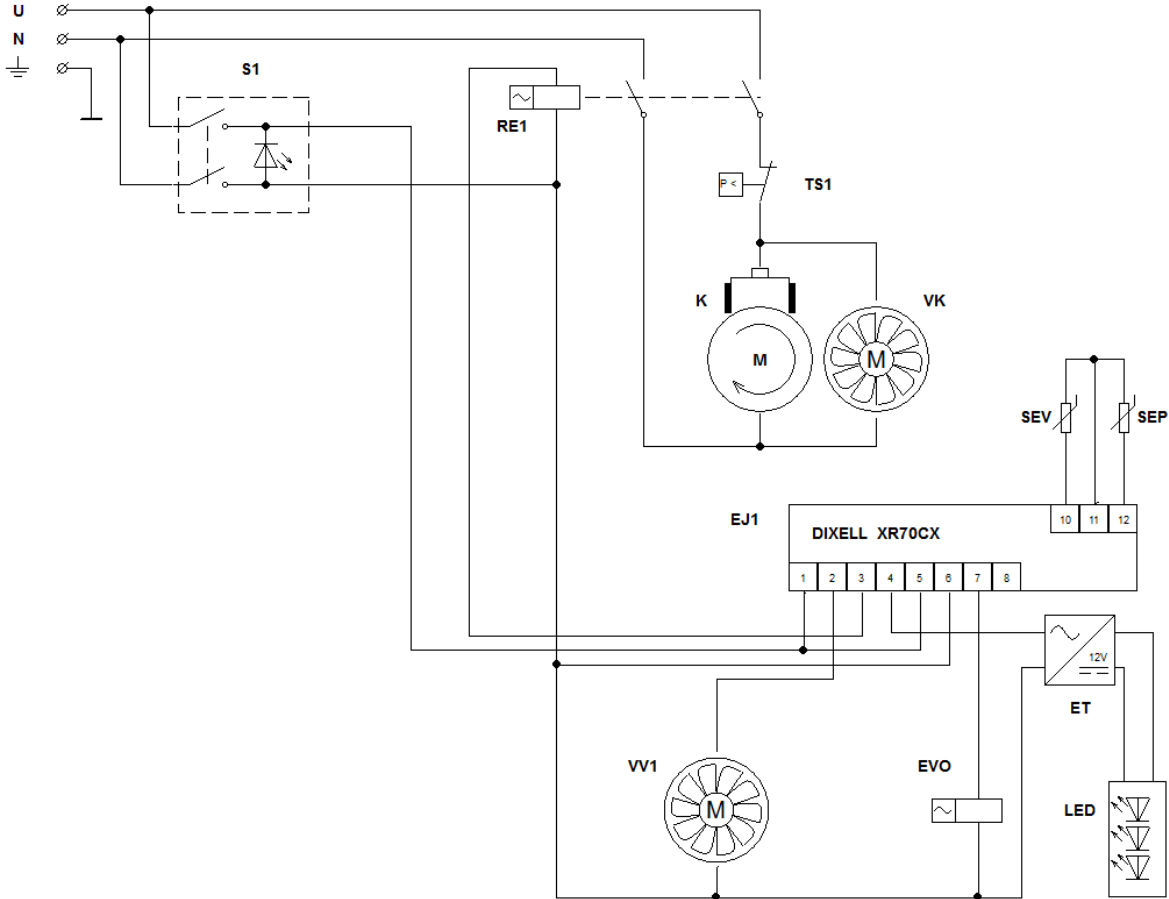 U
N
S1
RE1
P <
TS1
K
VK
M
M
SEV
SEP
EJ1
10 11 12
DIXELL XR70CX
1 2 3 4 5 6 7 8
12V
ET
VV1
EVO
M
LED